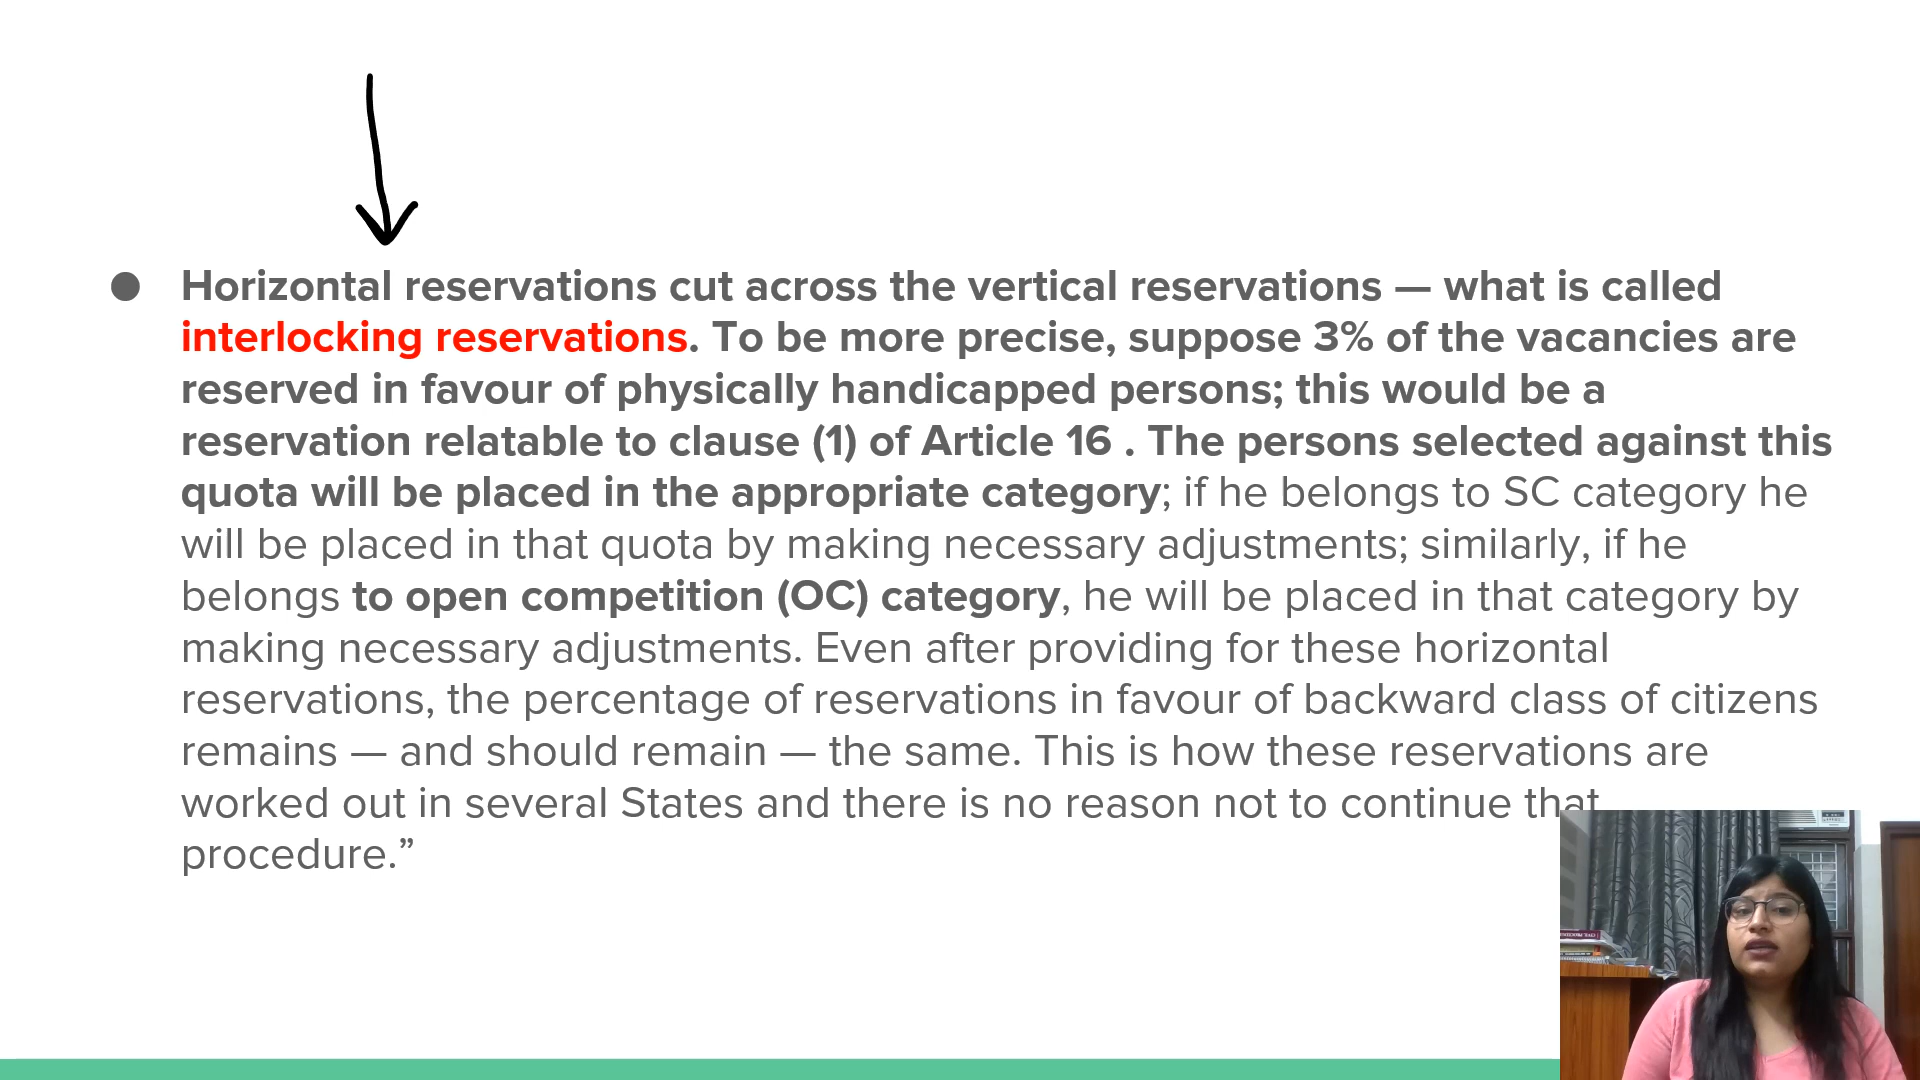 ● Horizontal reservations cut across the vertical reservations — what is called
interlocking reservations. To be more precise, suppose 3% of the vacancies are
reserved in favour of physically handicapped persons; this would be a
reservation relatable to clause (1) of Article 16 . The persons selected against this
quota will be placed in the appropriate category; if he belongs to SC category he
will be placed in that quota by making necessary adjustments; similarly, if he
belongs to open competition (OC) category, he will be placed in that category by
making necessary adjustments. Even after providing for these horizontal
reservations, the percentage of reservations in favour of backward class of citizens
remains — and should remain — the same. This is how these reservations are
worked out in several States and there is no reason not to continue that
procedure.”